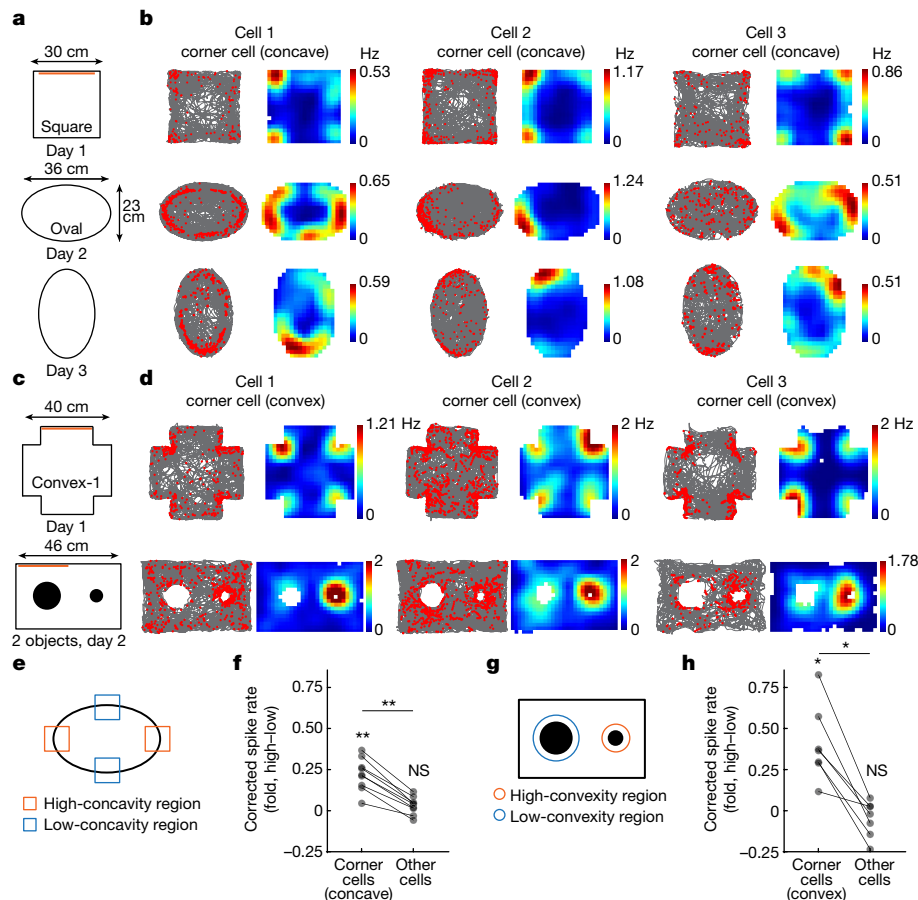 a
30 cm
Square
Day 1
36 cm
23 cm
Oval
Day 2
Day 3
b
Cell 1
corner cell (concave)
Hz
Cell 2
corner cell (concave)
Hz
Cell 3
corner cell (concave)
Hz
0.53
0
1.17
0
0.86
0
0.65
0
1.24
0
0.51
0
0.59
0
1.08
0
0.51
0
c
40 cm
Convex-1
Day 1
46 cm
2 objects, day 2
d
Cell 1
corner cell (convex)
Cell 2
corner cell (convex)
Cell 3
corner cell (convex)
1.21 Hz
0
2 Hz
0
2 Hz
0
2
0
2
0
1.78
0
e
High-concavity region
Low-concavity region
f
Corrected spike rate
(fold, high–low)
0.75
0.50
0.25
0
−0.25
**
**
NS
Corner
cells
(concave)
Other
cells
g
High-convexity region
Low-convexity region
h
Corrected spike rate
(fold, high–low)
0.75
0.50
0.25
0
−0.25
*
*
NS
Corner
cells
(convex)
Other
cells